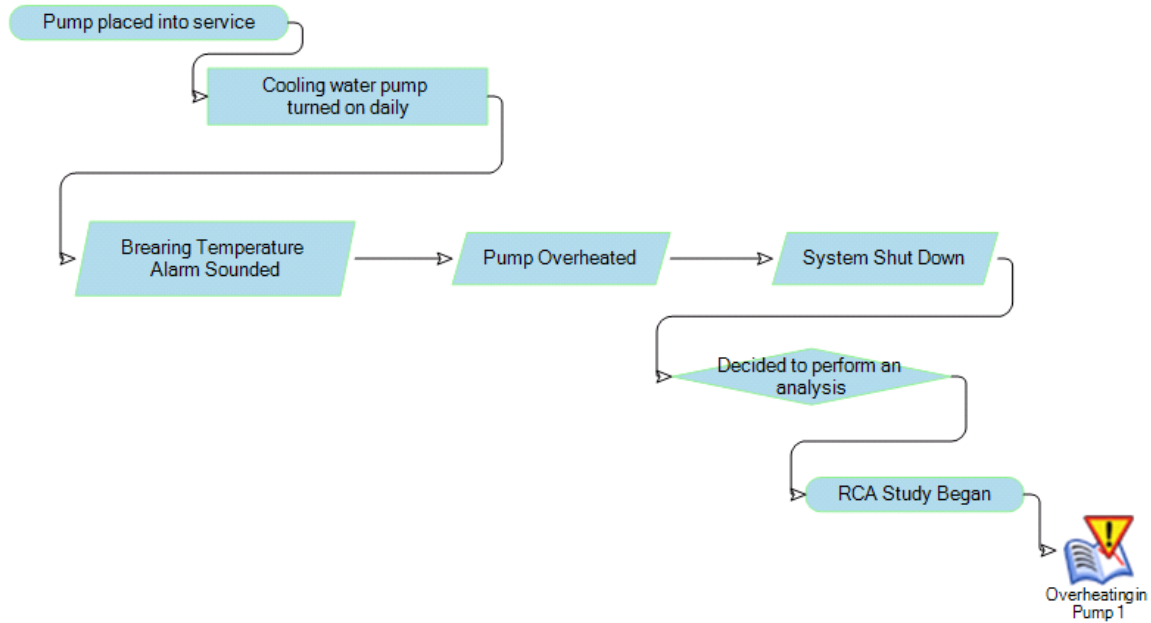 Pump placed into service
Cooling water pump
turned on daily
Brearing Temperature
Alarm Sounded
Pump Overheated
System Shut Down
Decided to perform an
analysis
RCA Study Began
Overheating in
Pump 1